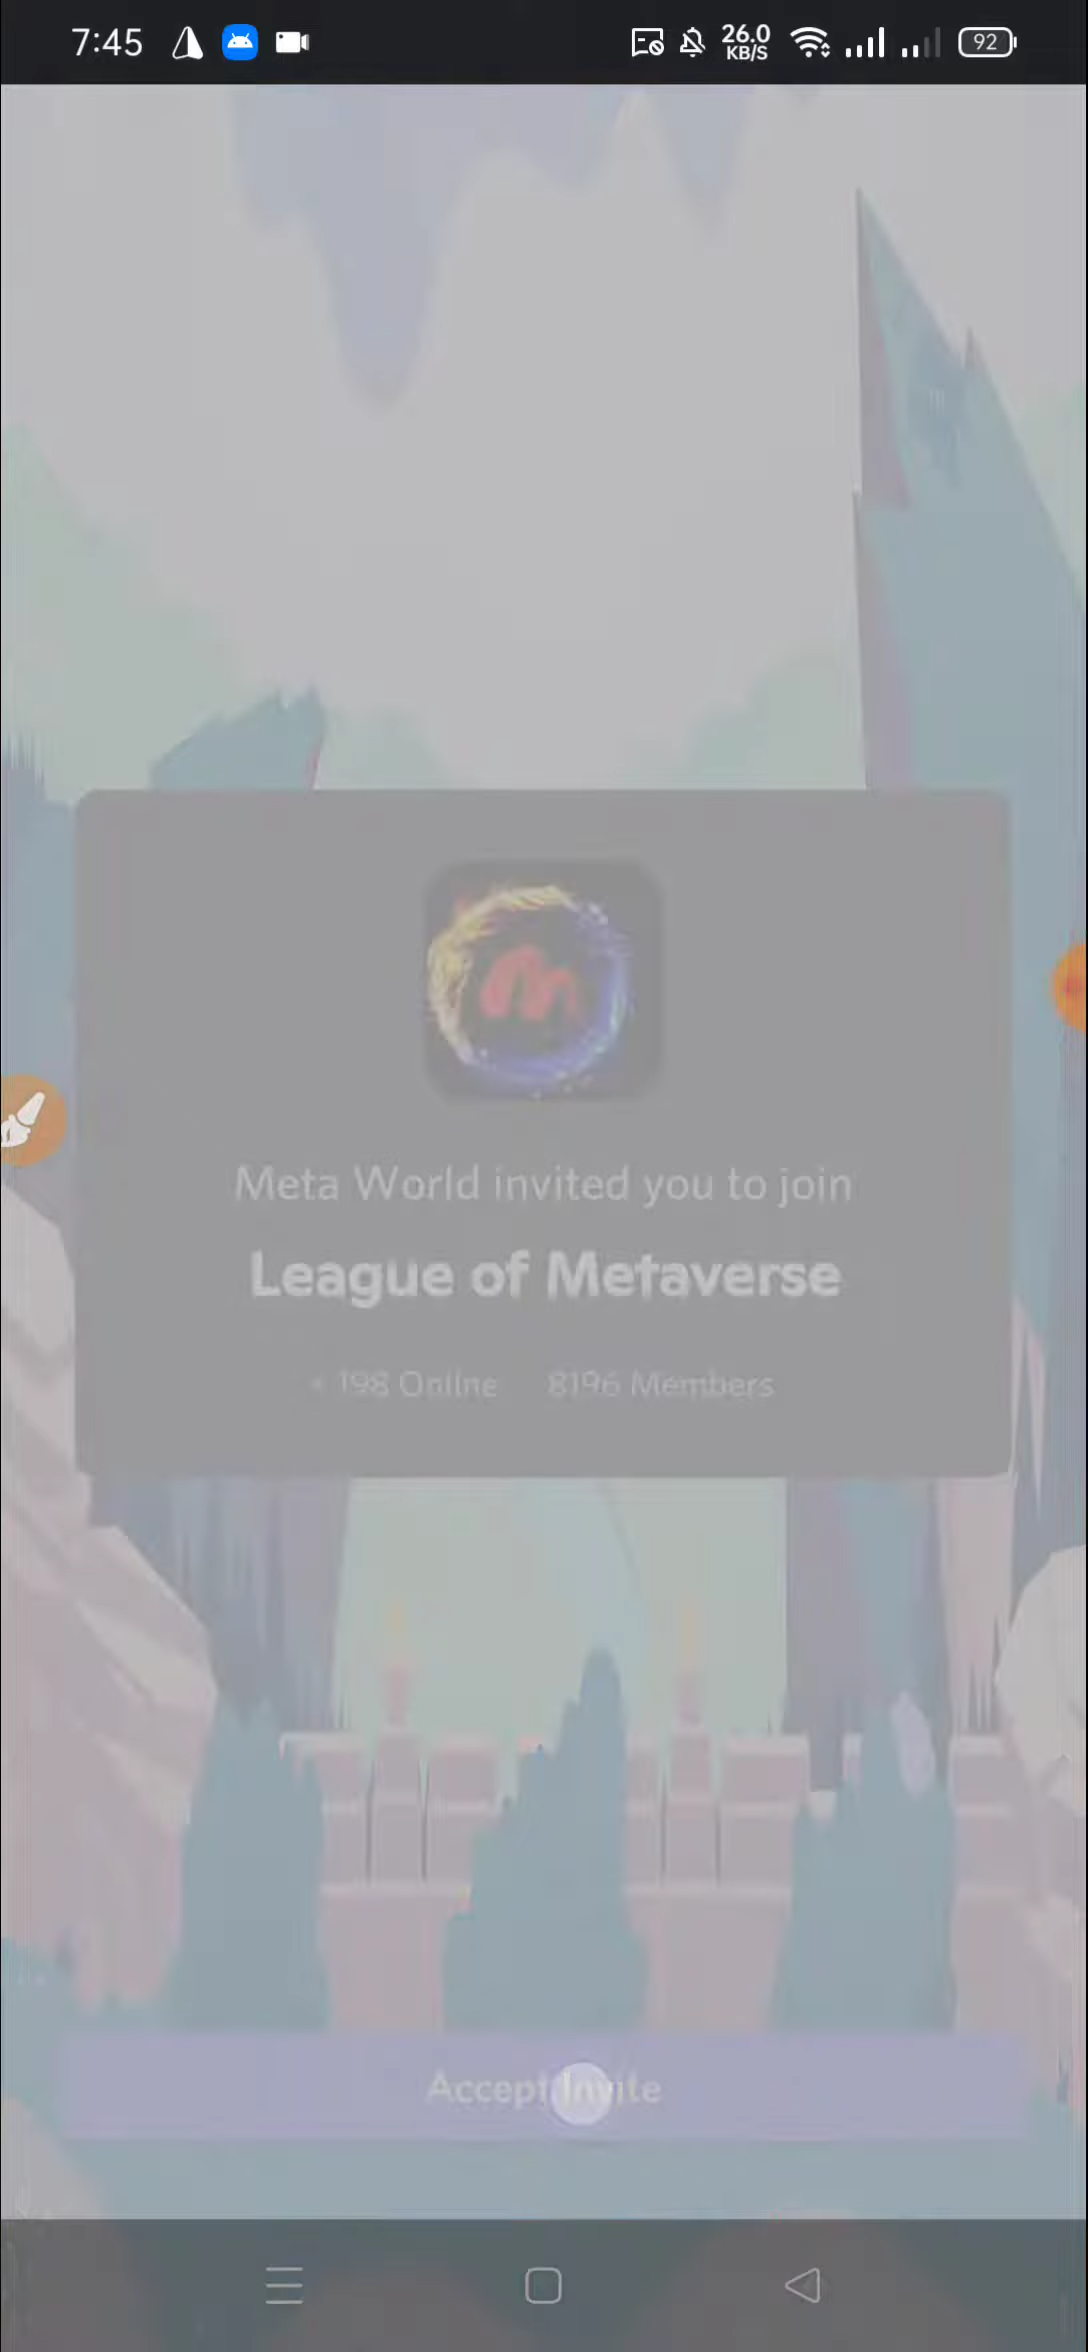 7:45
26.0
KB/S
92
Meta World invited you to join
League of Metaverse
198 Online 8196 Members
Accept Invite